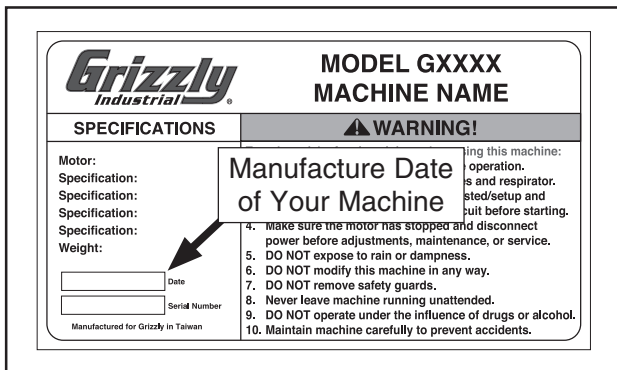 Grizzly
Industrial ®
MODEL GXXXX
MACHINE NAME
SPECIFICATIONS
WARNING!
Motor:
Specification:
Specification:
Specification:
Specification:
Weight:
Date
Serial Number
Manufactured for Grizzly in Taiwan
Manufacture Date
of Your Machine
sing this machine:
operation.
es and respirator.
sted/setup and
cuit before starting.
4. Make sure the motor has stopped and disconnect
power before adjustments, maintenance, or service.
5. DO NOT expose to rain or dampness.
6. DO NOT modify this machine in any way.
7. DO NOT remove safety guards.
8. Never leave machine running unattended.
9. DO NOT operate under the influence of drugs or alcohol.
10. Maintain machine carefully to prevent accidents.